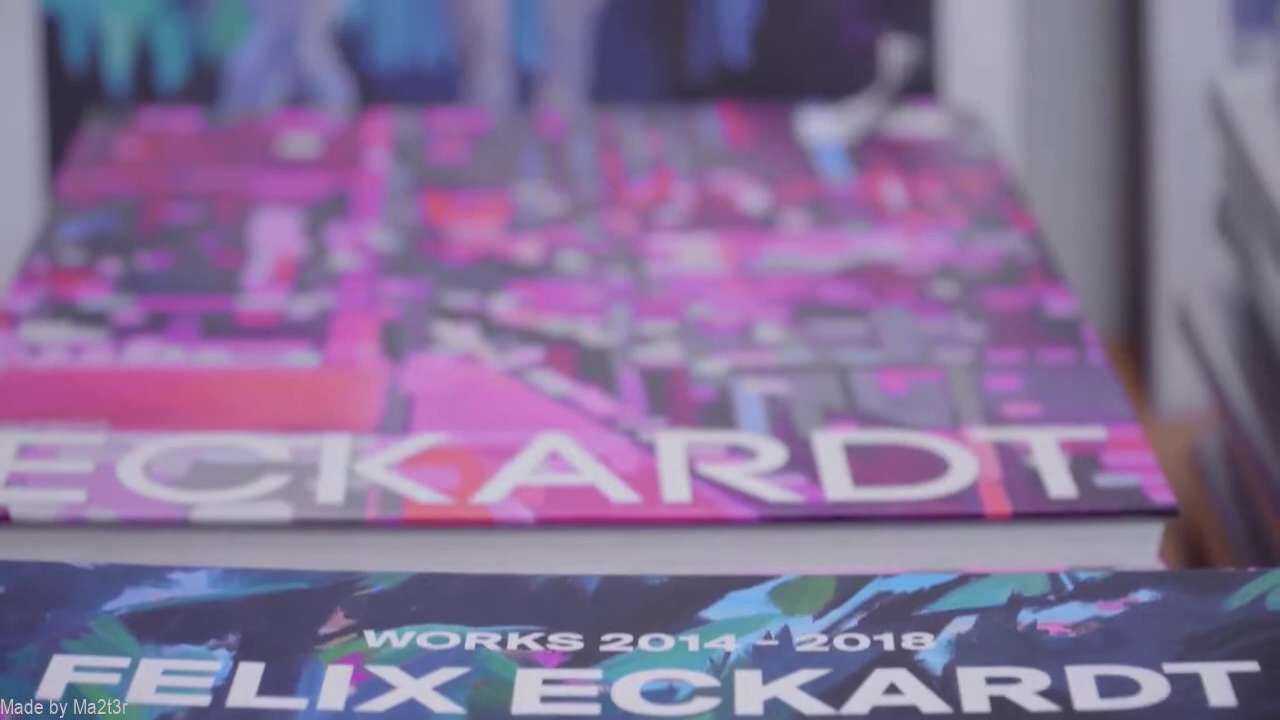 ECKARDT
WORKS 2014 – 2018
FELIX ECKARDT
Made by Ma2t3r